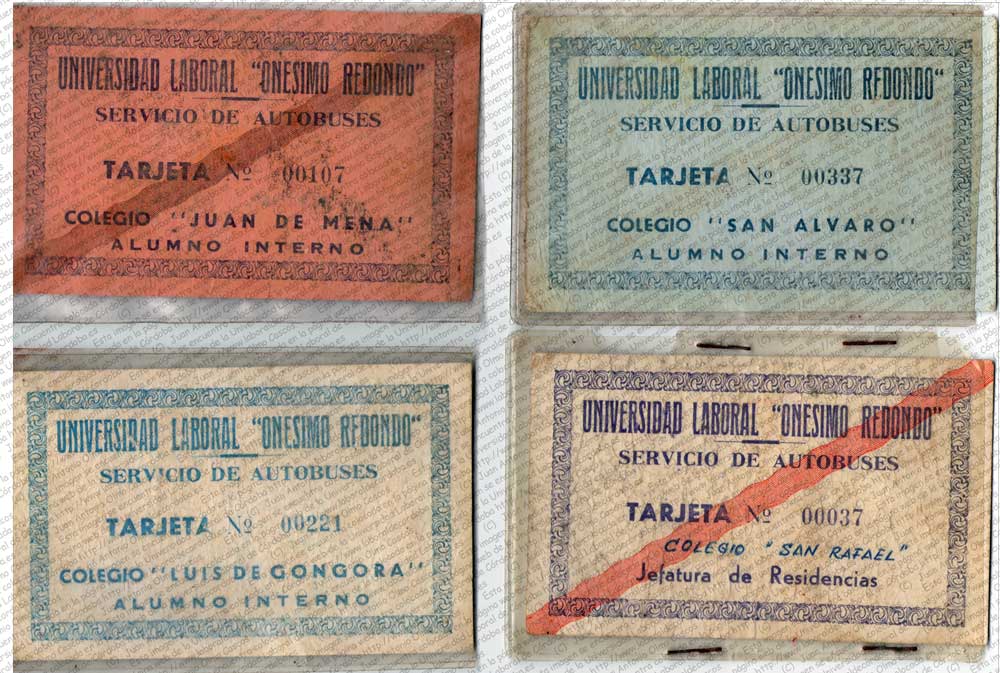 UNIVERSIDAD LABORAL "ONESIMO REDONDO"
SERVICIO DE AUTOBUSES
TARJETA Nº 00107
COLEGIO "JUAN DE MENA"
ALUMNO INTERNO
UNIVERSIDAD LABORAL "ONESIMO REDONDO"
SERVICIO DE AUTOBUSES
TARJETA Nº 00337
COLEGIO "SAN ALVARO"
ALUMNO INTERNO
UNIVERSIDAD LABORAL "ONESIMO REDONDO"
SERVICIO DE AUTOBUSES
TARJETA Nº 00221
COLEGIO "LUIS DE GONGORA"
ALUMNO INTERNO
UNIVERSIDAD LABORAL "ONESIMO REDONDO"
SERVICIO DE AUTOBUSES
TARJETA Nº 00037
COLEGIO "SAN RAFAEL"
Jefatura de Residencias